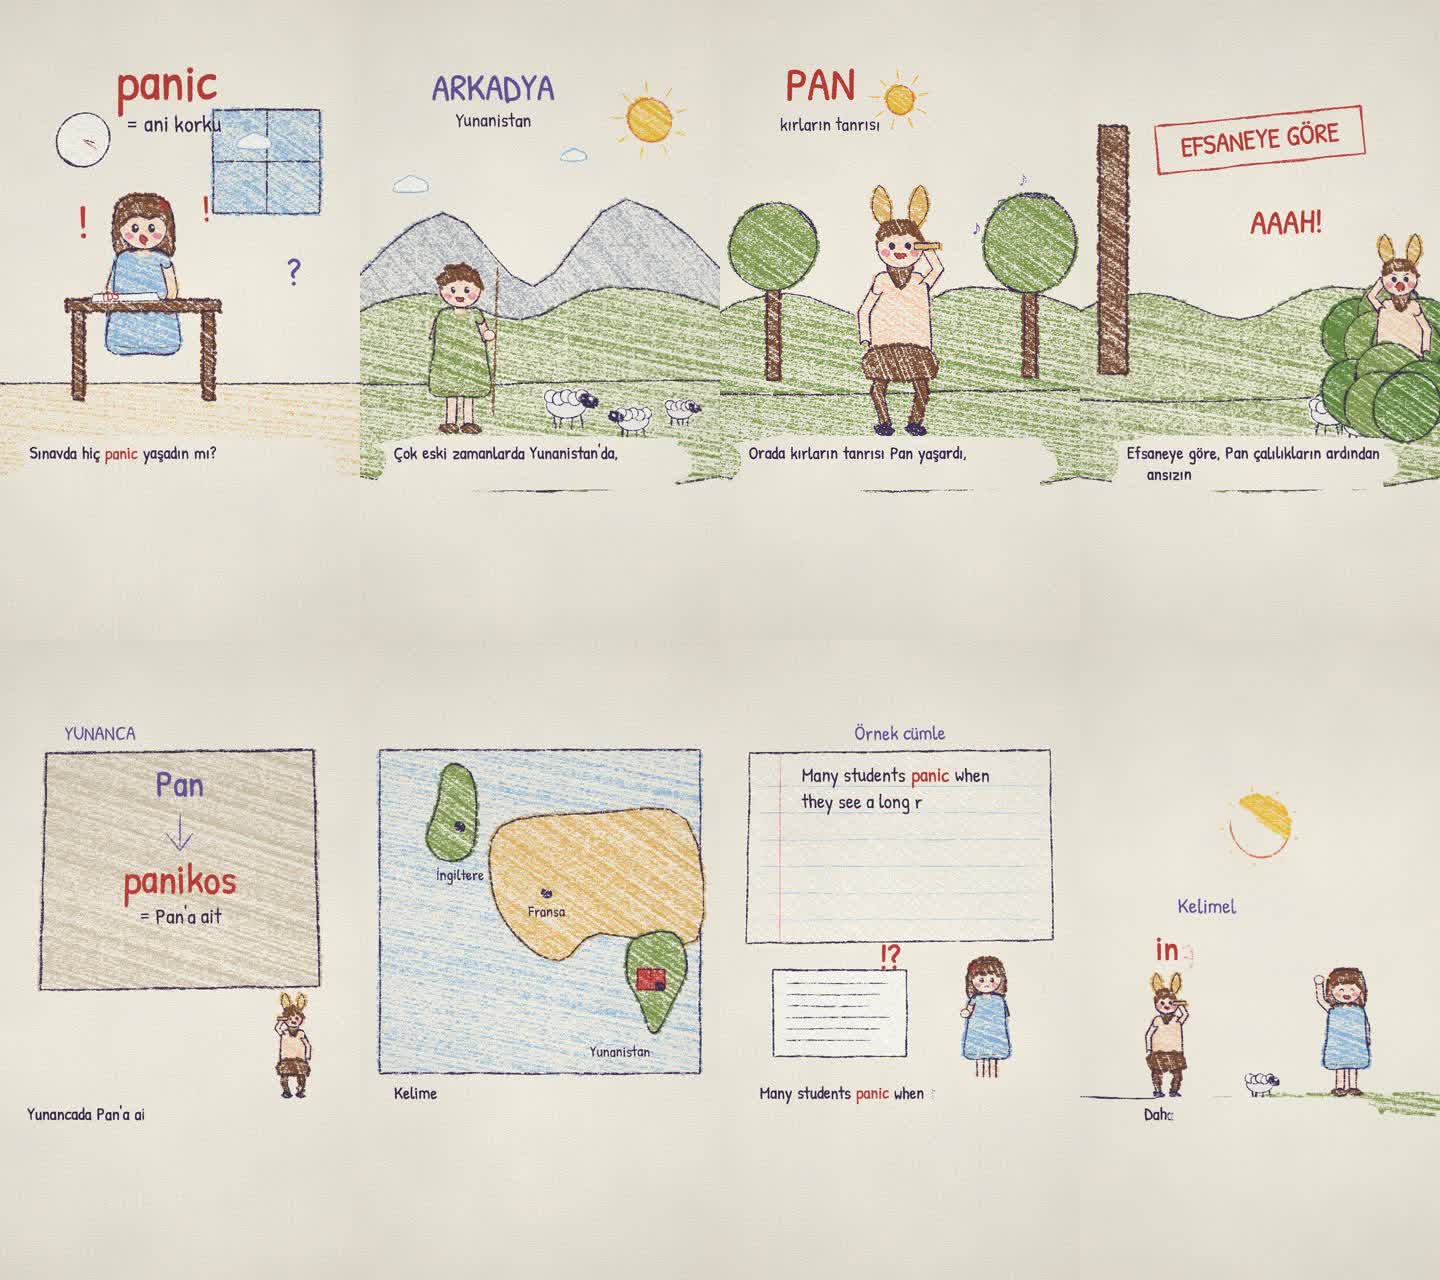 panic
= ani korku
!
!
?
YDS
Sınavda hiç panic yaşadın mı?
ARKADYA
Yunanistan
Çok eski zamanlarda Yunanistan'da,
PAN
kırların tanrısı
Orada kırların tanrısı Pan yaşardı,
EFSANEYE GÖRE
AAAH!
Efsaneye göre, Pan çalılıkların ardından
ansızın
YUNANCA
Pan
panikos
= Pan'a ait
Yunancada Pan'a ai
İngiltere
Fransa
Yunanistan
Kelime
Örnek cümle
Many students panic when
they see a long r
!?
Many students panic when
Kelimel
in
Daha